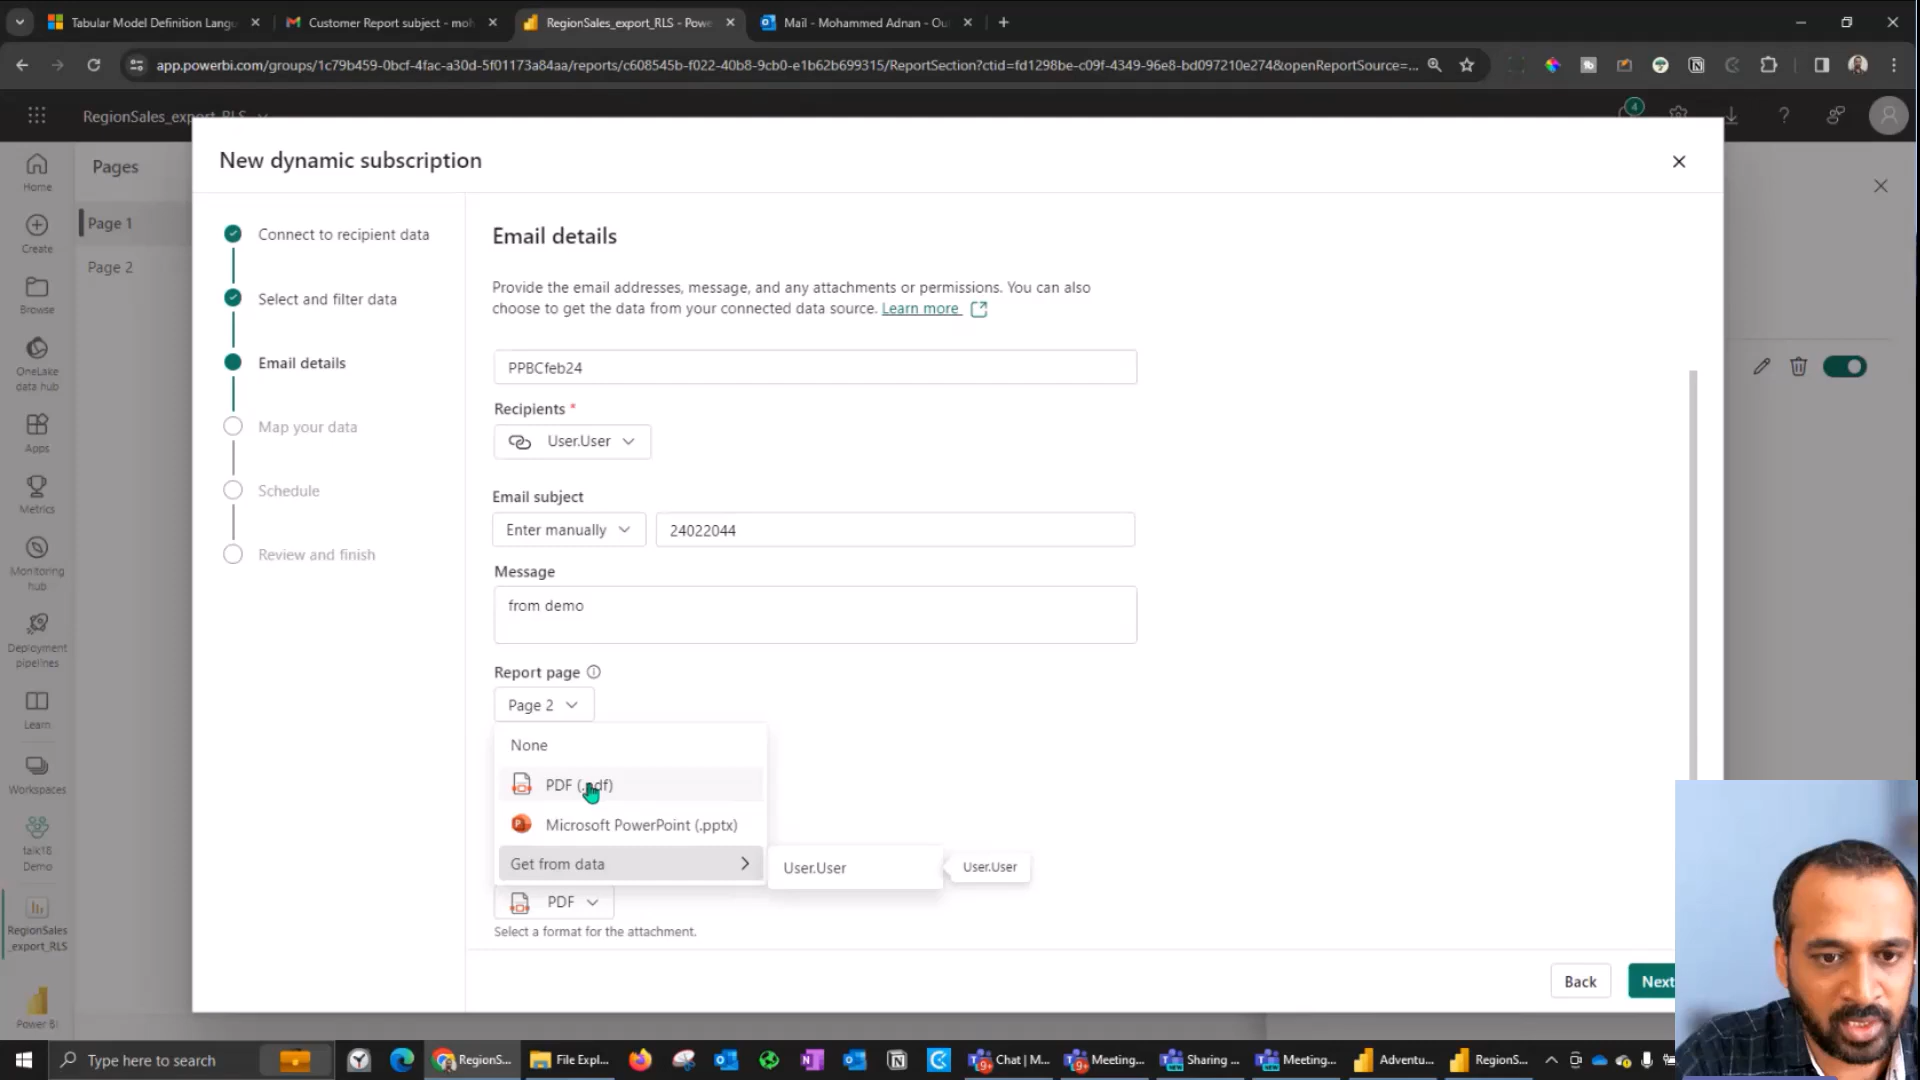 Tabular Model Definition Langu
Customer Report subject - moh
RegionSales_export_RLS - Powe
Mail - Mohammed Adnan - Ou
app.powerbi.com/groups/1c79b459-0bcf-4fac-a30d-5f01173a84aa/reports/c608545b-f022-40b8-9cb0-e1b62b699315/ReportSection?ctid=fd1298be-c09f-4349-96e8-bd097210e274&openReportSource=...
RegionSales_export_RLS
4
Home
Create
Browse
OneLake
data hub
Apps
Metrics
Monitoring
hub
Deployment
pipelines
Learn
Workspaces
taik18
Demo
RegionSales
_export_RLS
Power BI
Pages
Page 1
Page 2
New dynamic subscription
Connect to recipient data
Select and filter data
Email details
Map your data
Schedule
Review and finish
Email details
Provide the email addresses, message, and any attachments or permissions. You can also
choose to get the data from your connected data source. Learn more
PPBCfeb24
Recipients *
User.User
Email subject
Enter manually
24022044
Message
from demo
Report page
Page 2
None
PDF (.pdf)
Microsoft PowerPoint (.pptx)
Get from data
User.User
User.User
PDF
Select a format for the attachment.
Back
Next
Type here to search
RegionS...
File Expl...
Chat | M...
Meeting...
Sharing ...
Meeting...
Adventu...
RegionS...